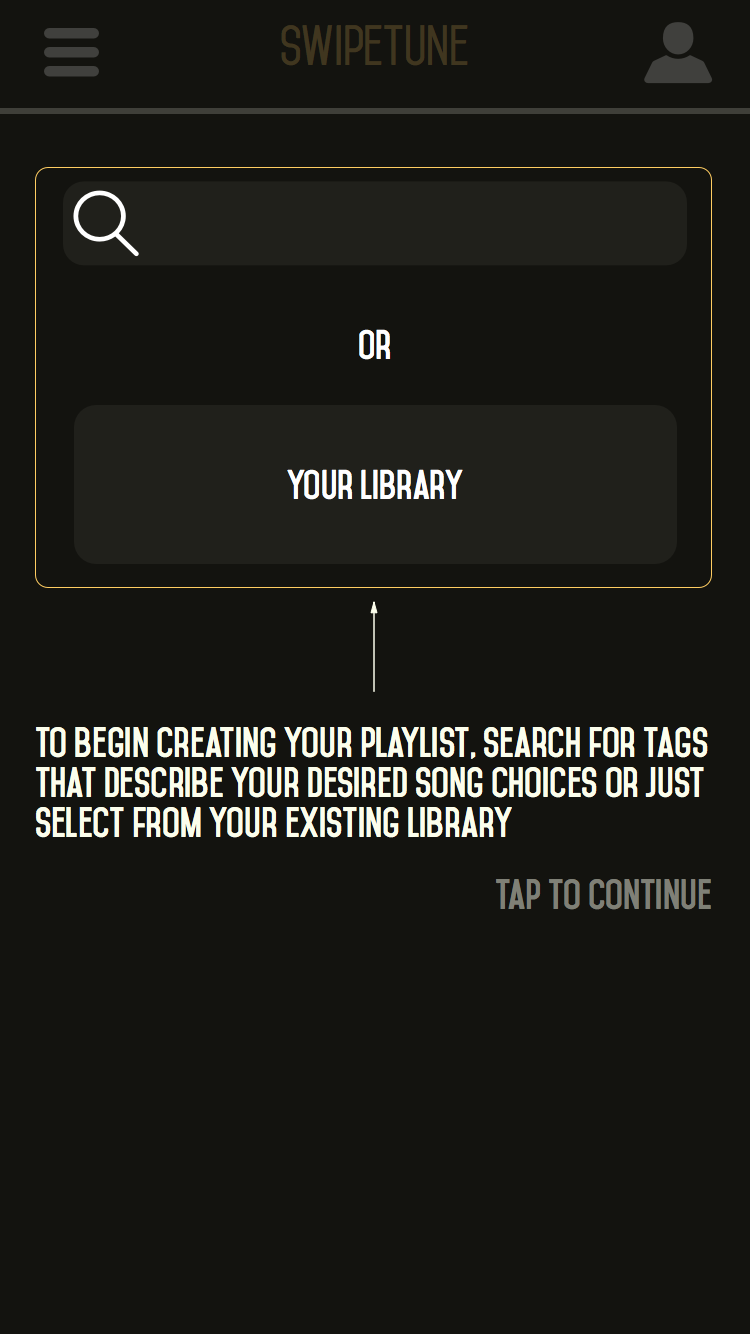 SWIPETUNE
OR
YOUR LIBRARY
TO BEGIN CREATING YOUR PLAYLIST, SEARCH FOR TAGS
THAT DESCRIBE YOUR DESIRED SONG CHOICES OR JUST
SELECT FROM YOUR EXISTING LIBRARY
TAP TO CONTINUE